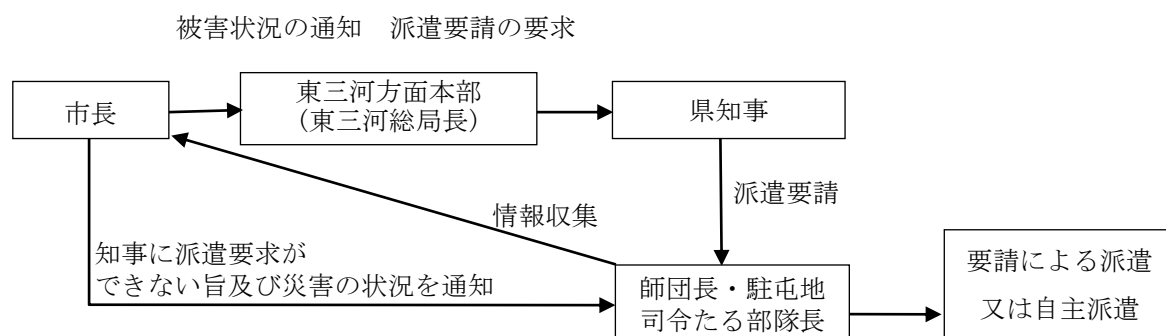 被害状況の通知　派遣要請の要求
市長
東三河方面本部
（東三河総局長）
県知事
派遣要請
情報収集
知事に派遣要求が
できない旨及び災害の状況を通知
師団長・駐屯地
司令たる部隊長
要請による派遣
又は自主派遣